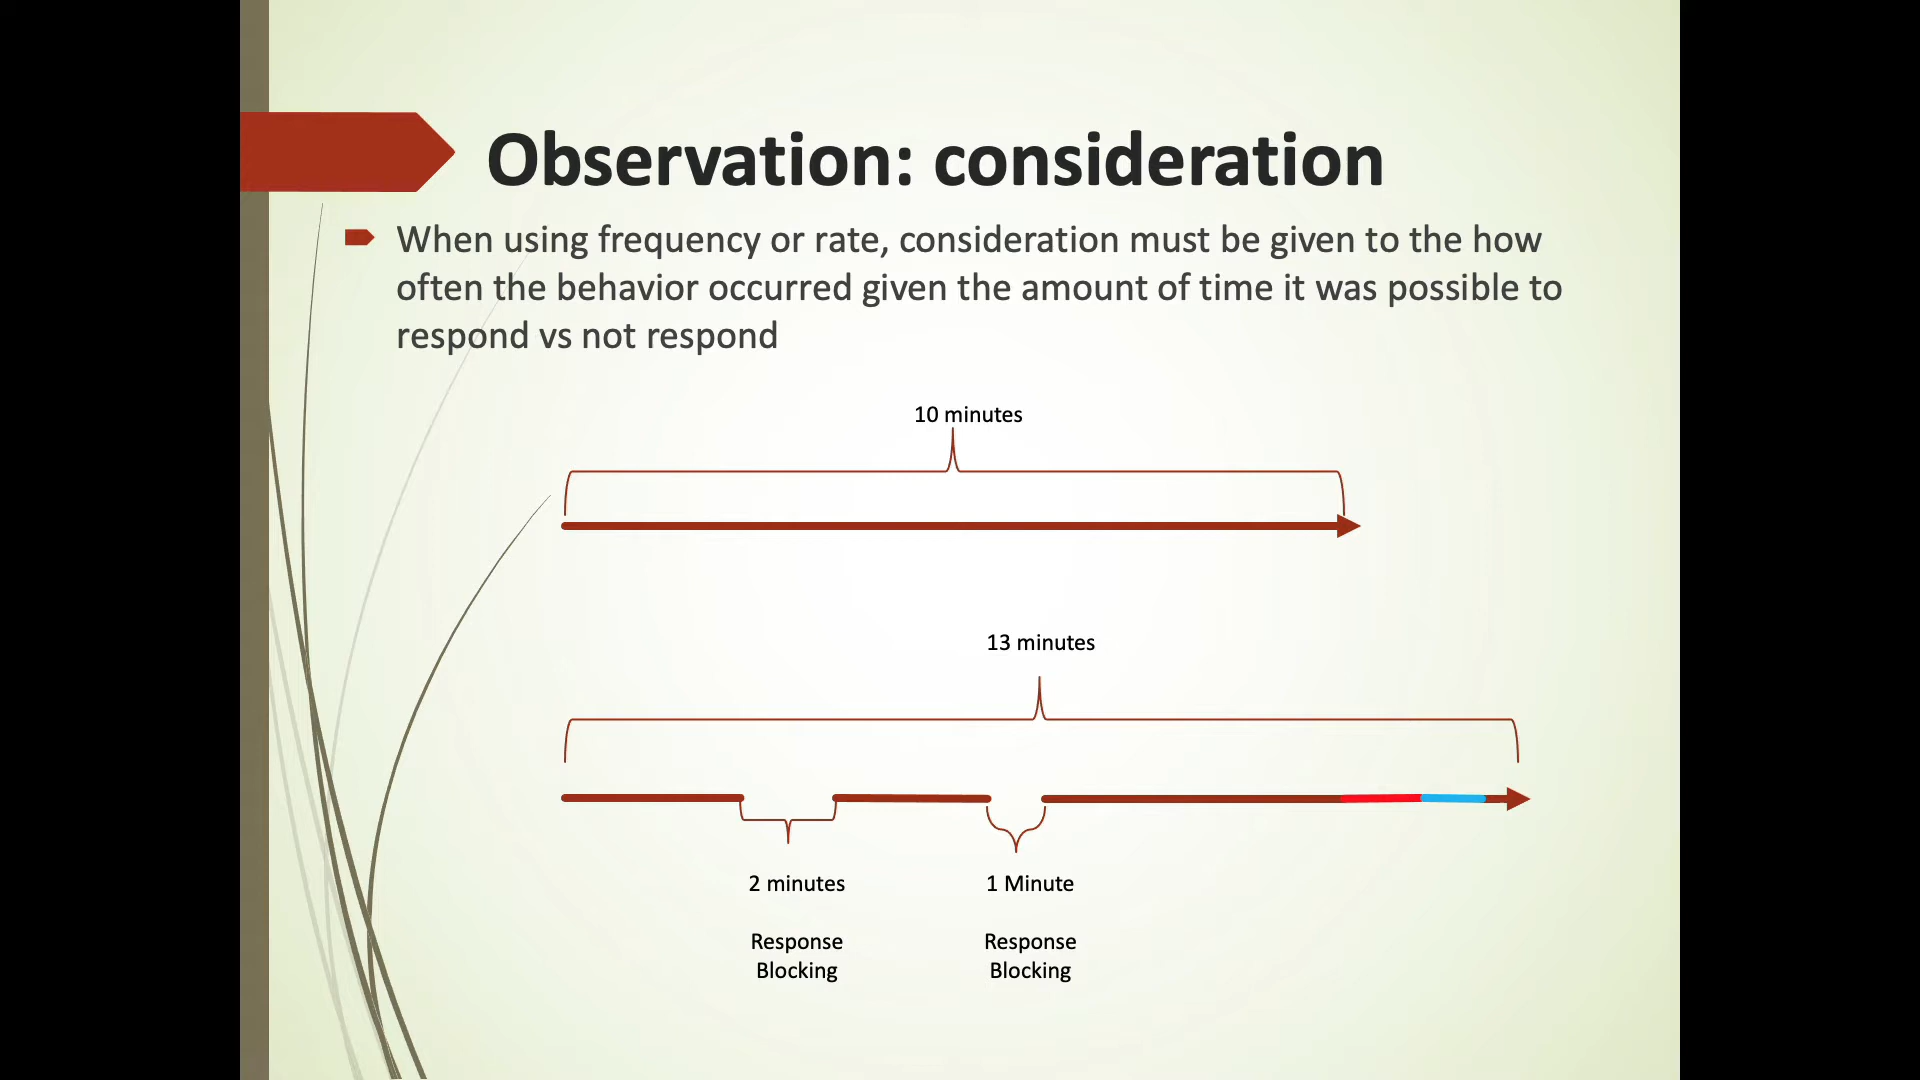 Observation: consideration
When using frequency or rate, consideration must be given to the how
often the behavior occurred given the amount of time it was possible to
respond vs not respond
10 minutes
13 minutes
2 minutes
Response
Blocking
1 Minute
Response
Blocking